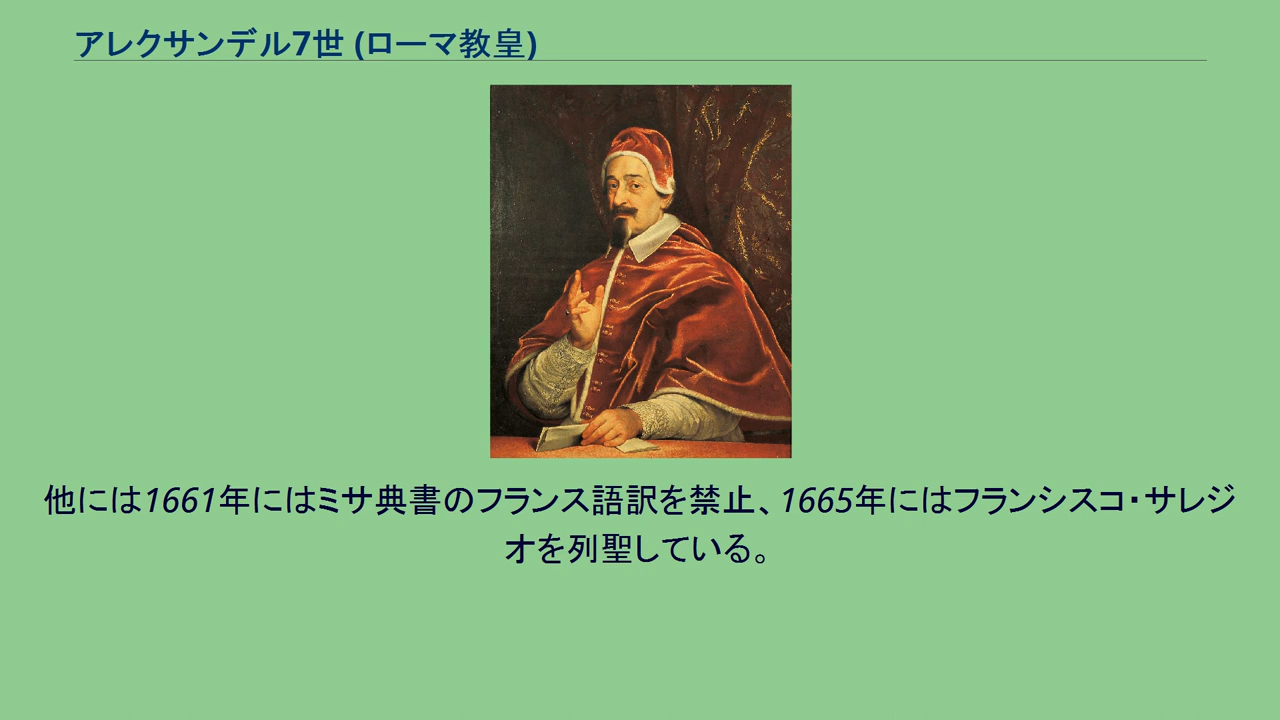 アレクサンデル7世 (ローマ教皇)
他には1661年にはミサ典書のフランス語訳を禁止、1665年にはフランシスコ・サレジ
オを列聖している。